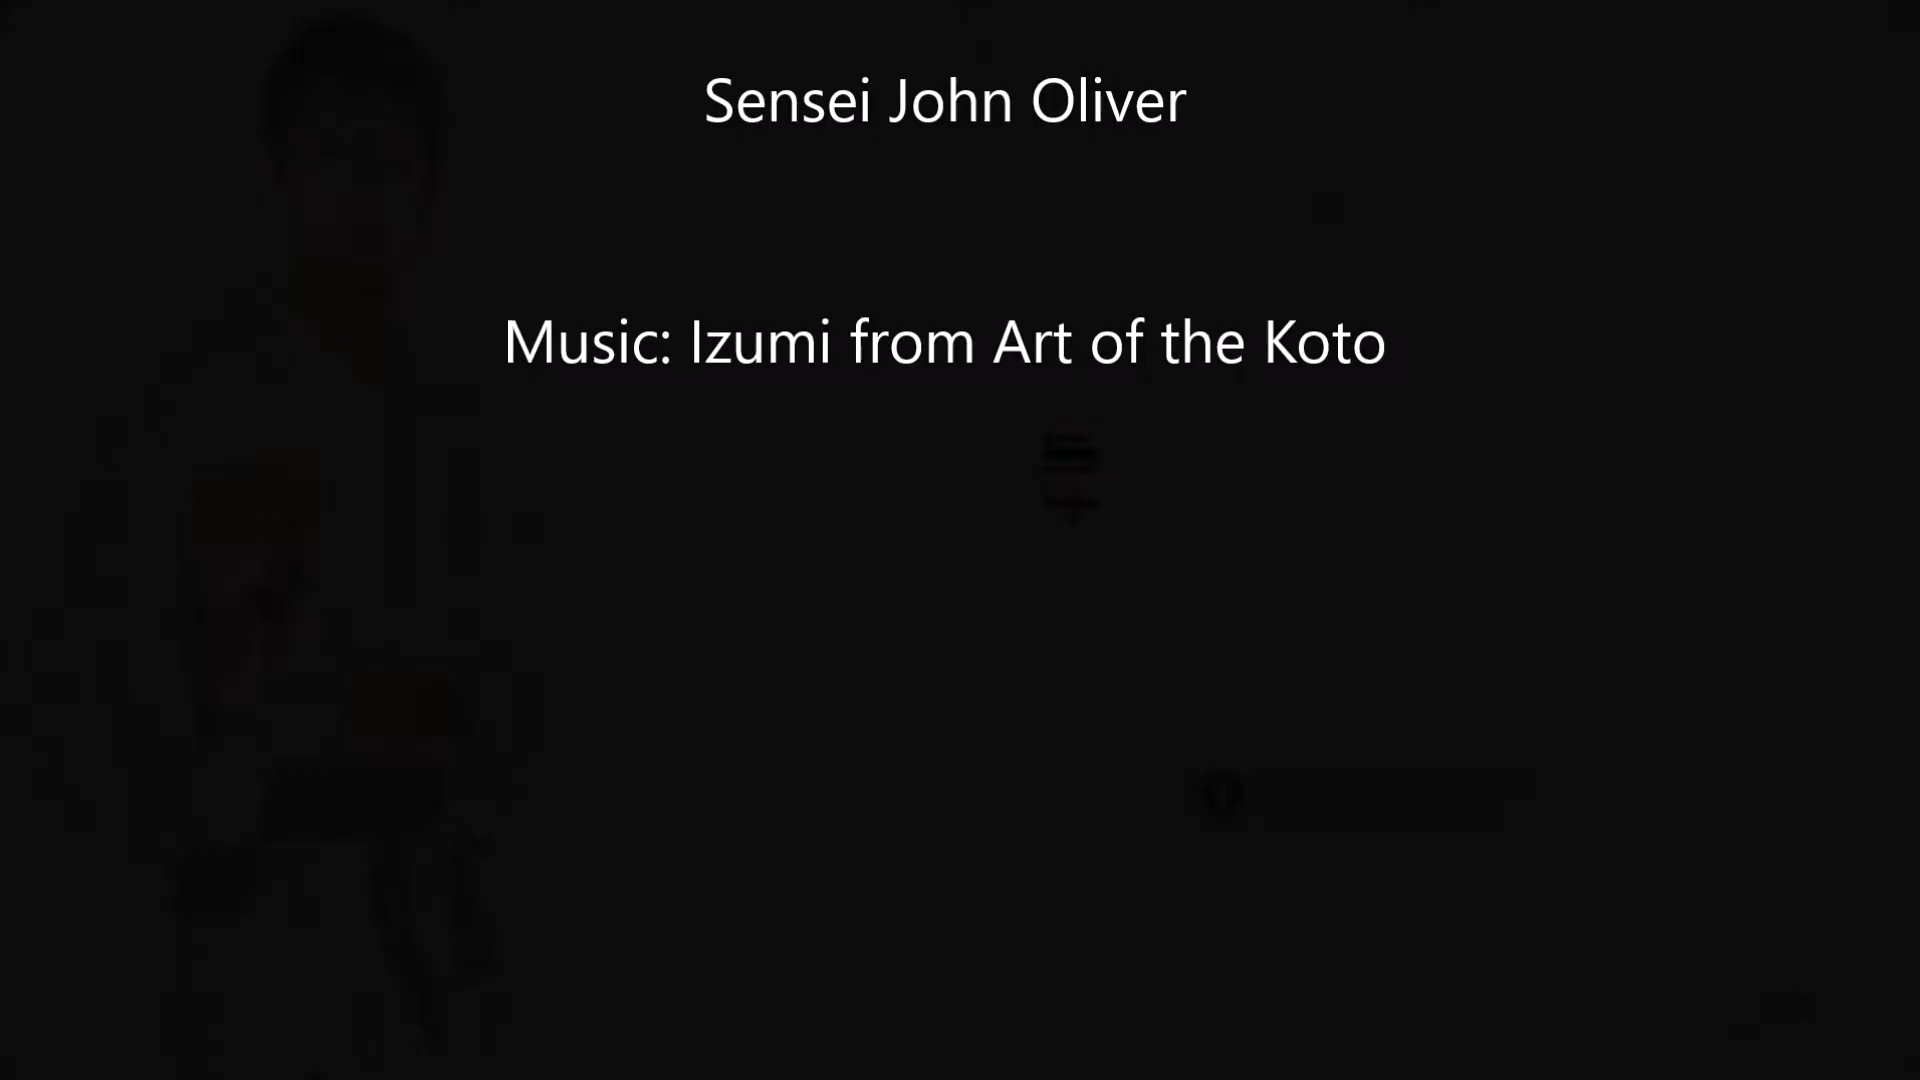 Sensei John Oliver
Music: Izumi from Art of the Koto